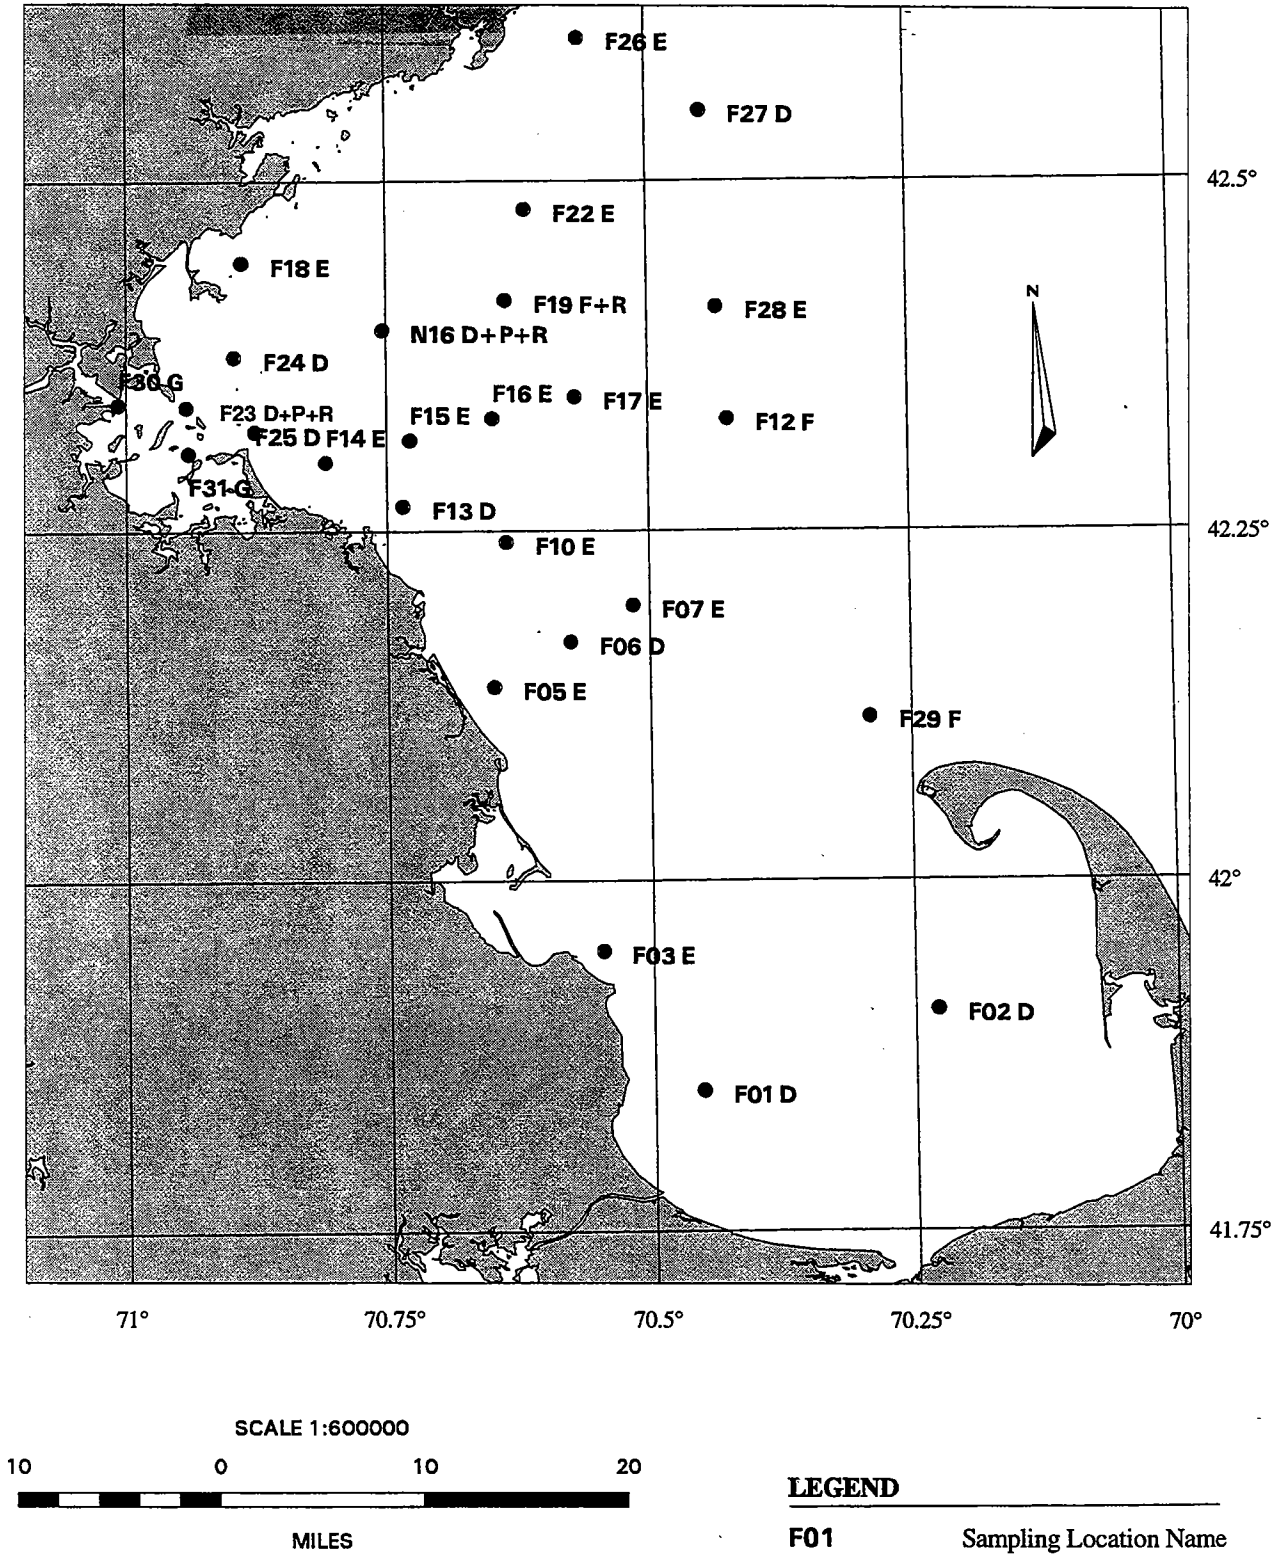 F26 E
F27 D
42.5°
F22 E
F18 E
F19 F+R
F28 E
N
N16 D+P+R
F24 D
F30 G
F16 E
F17 E
F15 E
F23 D+P+R
F12 F
F25 D
F14 E
F31 G
F13 D
42.25°
F10 E
F07 E
F06 D
F05 E
F29 F
42°
F03 E
F02 D
F01 D
41.75°
71° 70.75° 70.5° 70.25° 70°
SCALE 1:600000
10 0 10 20
MILES
LEGEND
F01 Sampling Location Name